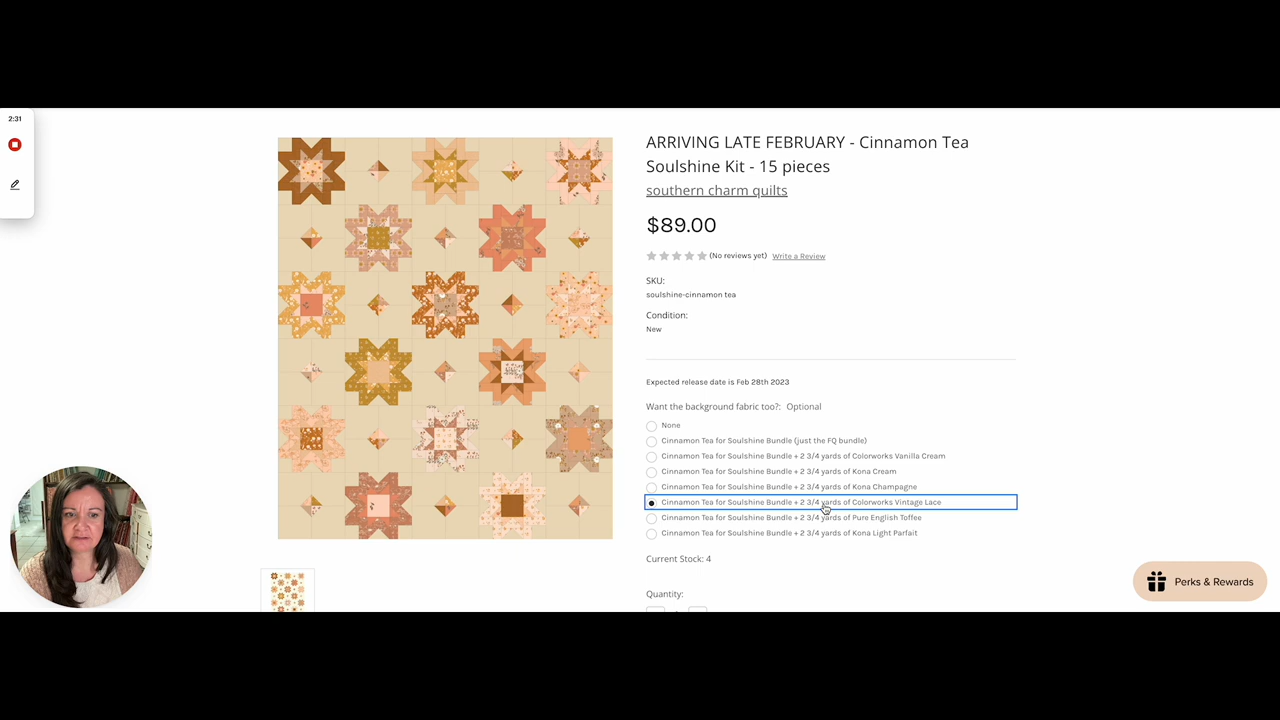 2:31
ARRIVING LATE FEBRUARY - Cinnamon Tea
Soulshine Kit - 15 pieces
southern charm quilts
$89.00
(No reviews yet) Write a Review
SKU:
soulshine-cinnamon tea
Condition:
New
Expected release date is Feb 28th 2023
Want the background fabric too?: Optional
None
Cinnamon Tea for Soulshine Bundle (just the FQ bundle)
Cinnamon Tea for Soulshine Bundle + 2 3/4 yards of Colorworks Vanilla Cream
Cinnamon Tea for Soulshine Bundle + 2 3/4 yards of Kona Cream
Cinnamon Tea for Soulshine Bundle + 2 3/4 yards of Kona Champagne
Cinnamon Tea for Soulshine Bundle + 2 3/4 yards of Colorworks Vintage Lace
Cinnamon Tea for Soulshine Bundle + 2 3/4 yards of Pure English Toffee
Cinnamon Tea for Soulshine Bundle + 2 3/4 yards of Kona Light Parfait
Current Stock: 4
Quantity:
Perks & Rewards